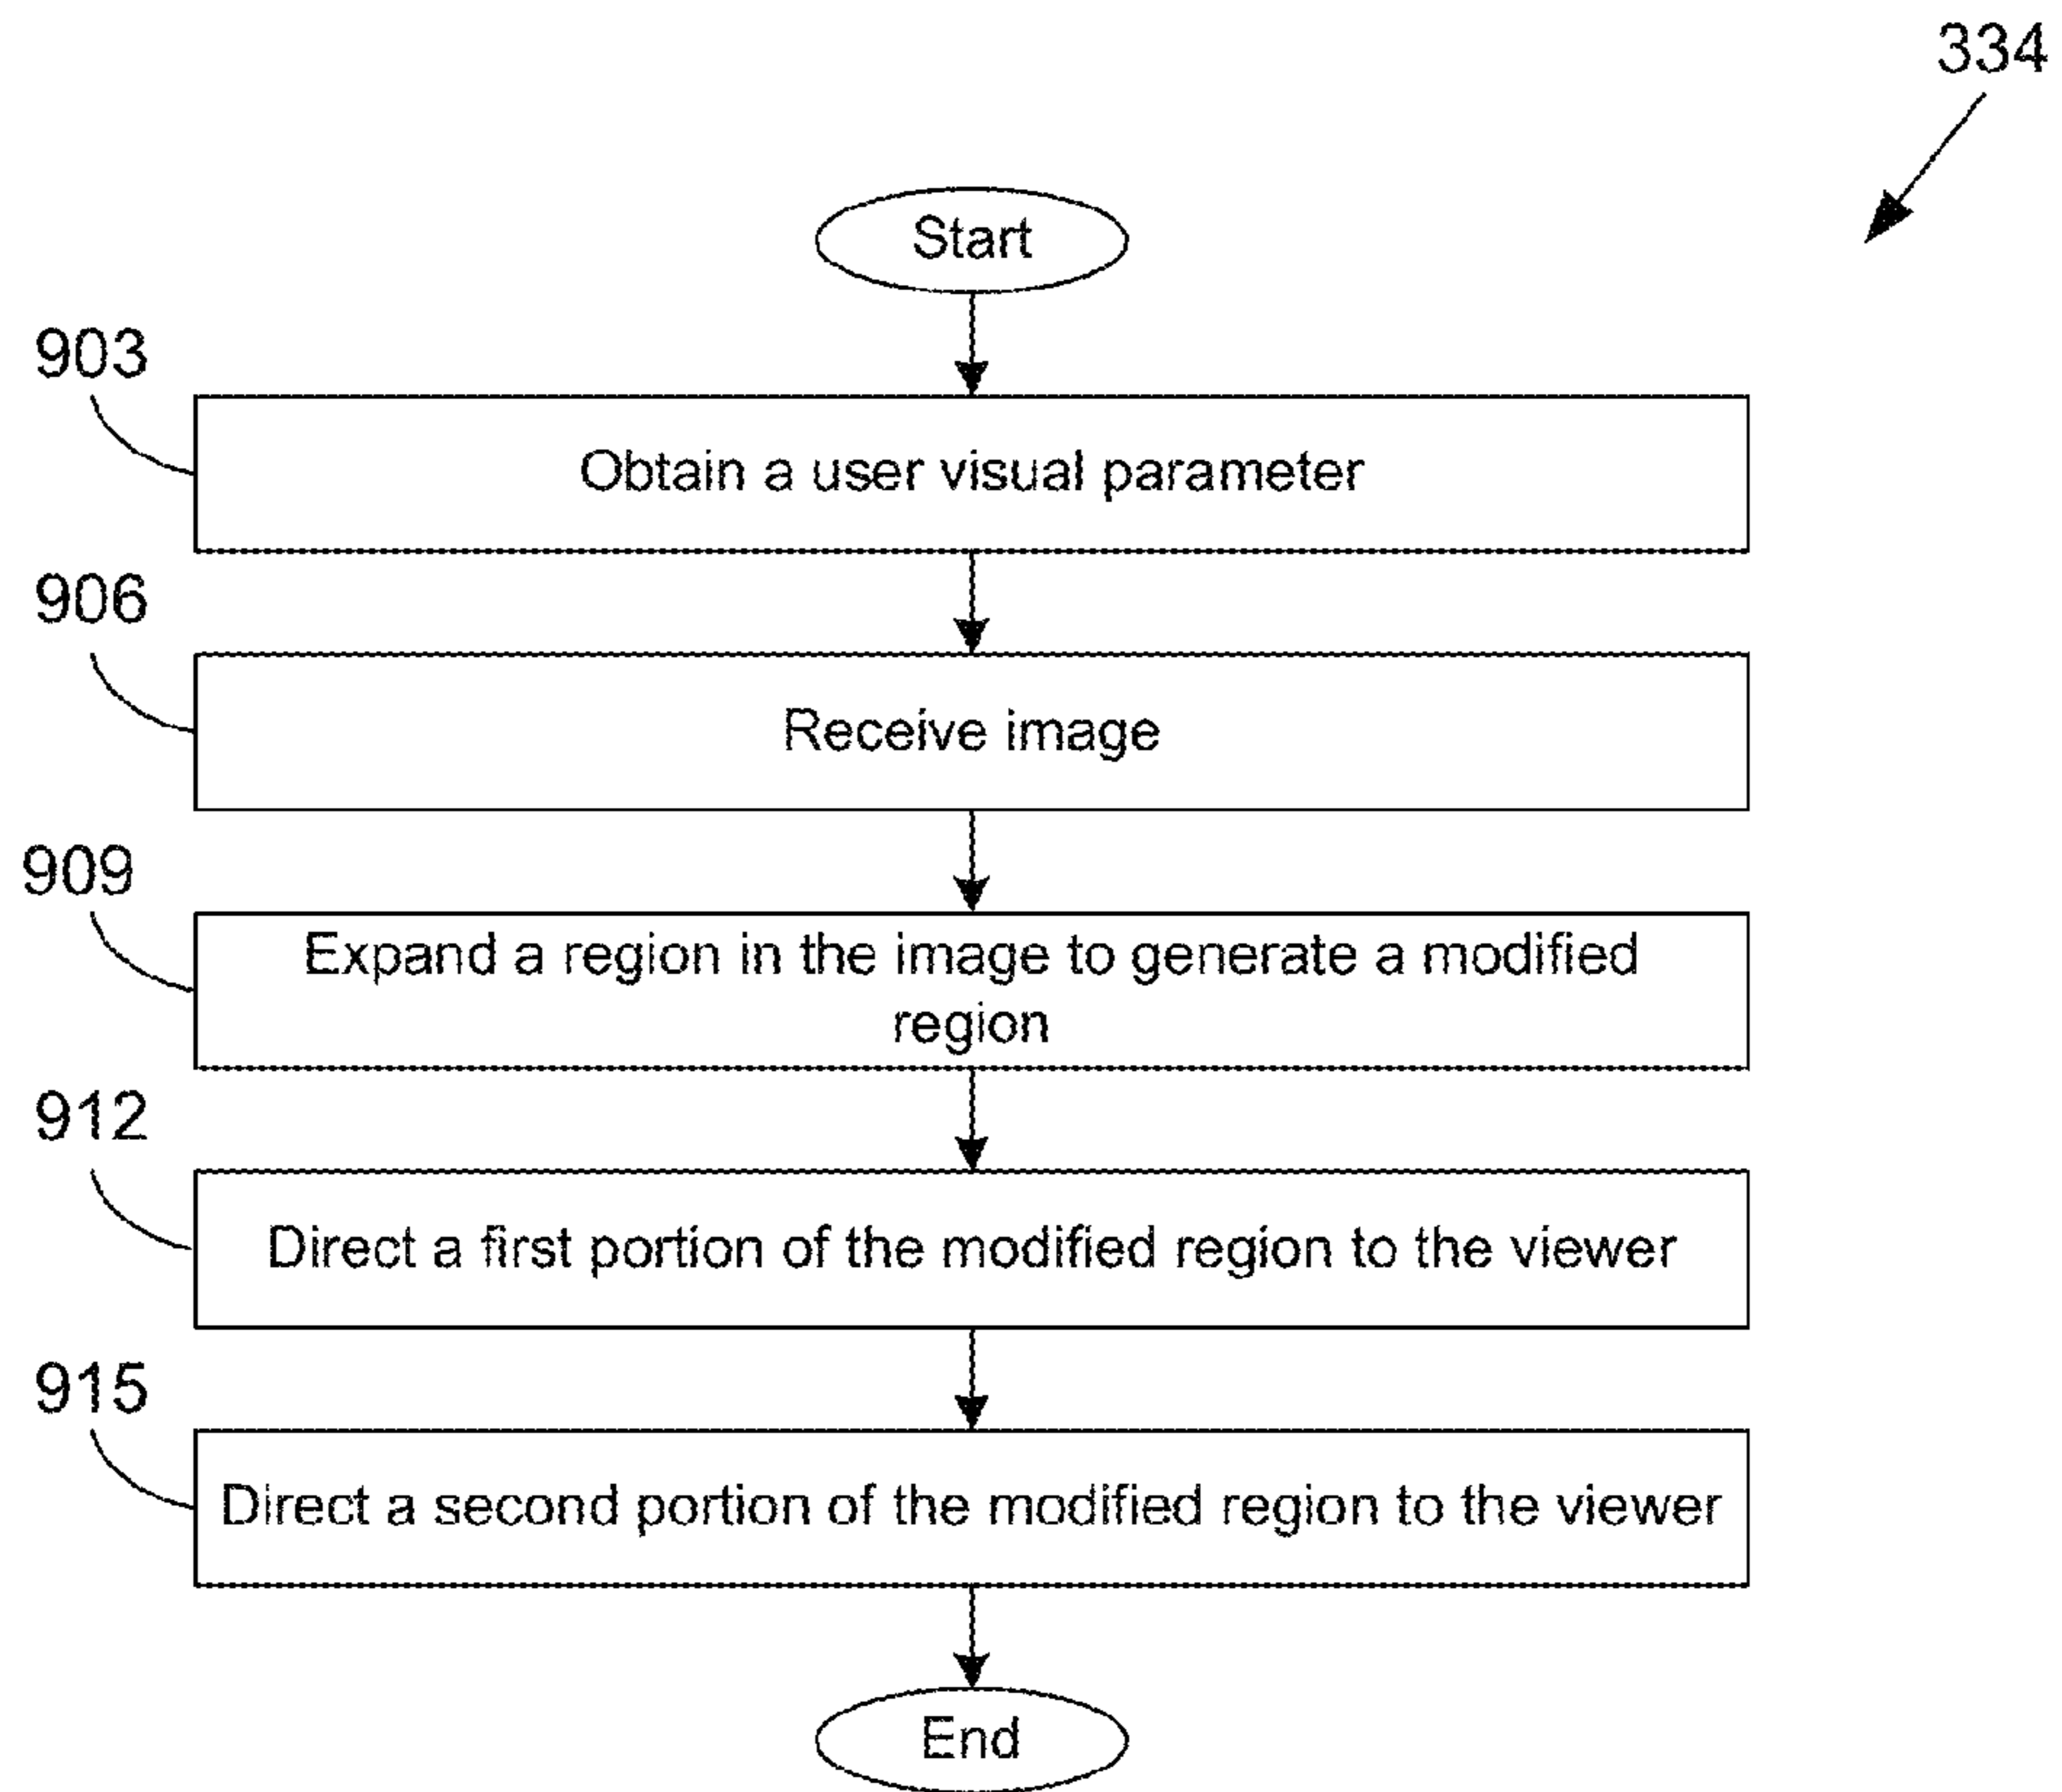 334
Start
903
Obtain a user visual parameter
906
Receive image
909
Expand a region in the image to generate a modified
region
912
Direct a first portion of the modified region to the viewer
915
Direct a second portion of the modified region to the viewer
End